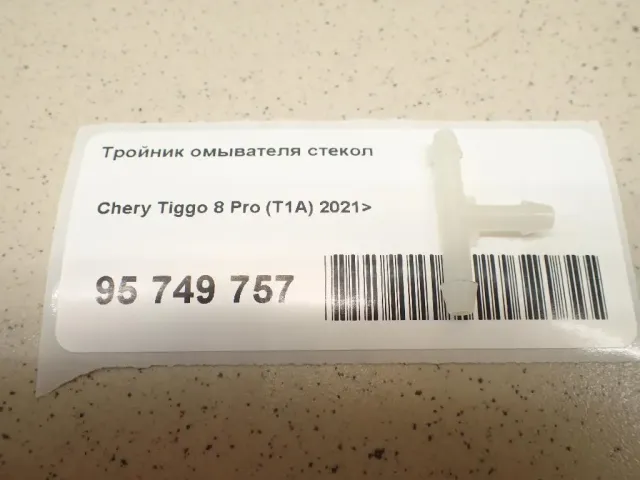 Тройник омывателя стекол
Chery Tiggo 8 Pro (T1A) 2021>
95 749 757